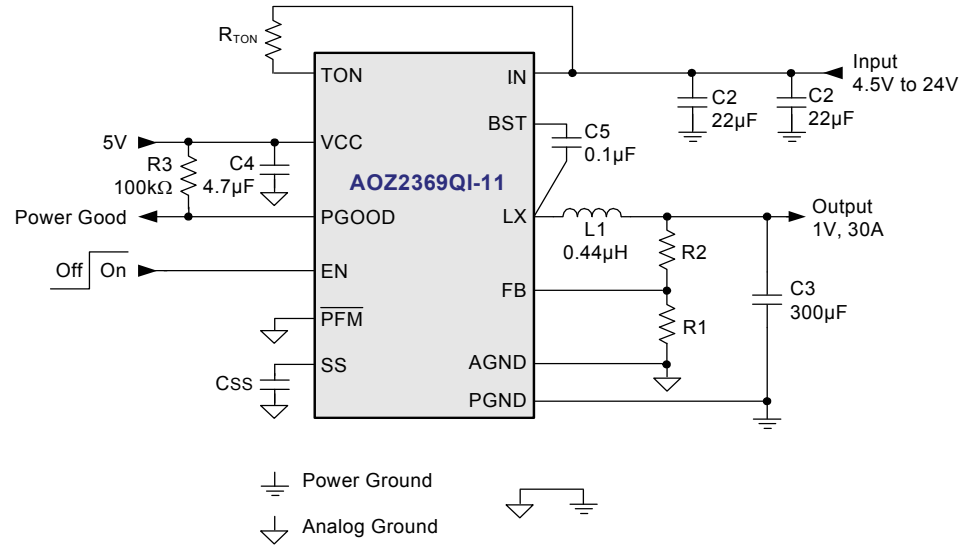 R_TON
TON
IN
Input
4.5V to 24V
C2
22µF
C2
22µF
BST
C5
0.1µF
5V
VCC
R3
100kΩ
C4
4.7µF
AOZ2369QI-11
Power Good
PGOOD
LX
L1
0.44µH
Output
1V, 30A
R2
Off
On
EN
FB
C3
300µF
R1
PFM
SS
AGND
CSS
PGND
Power Ground
Analog Ground